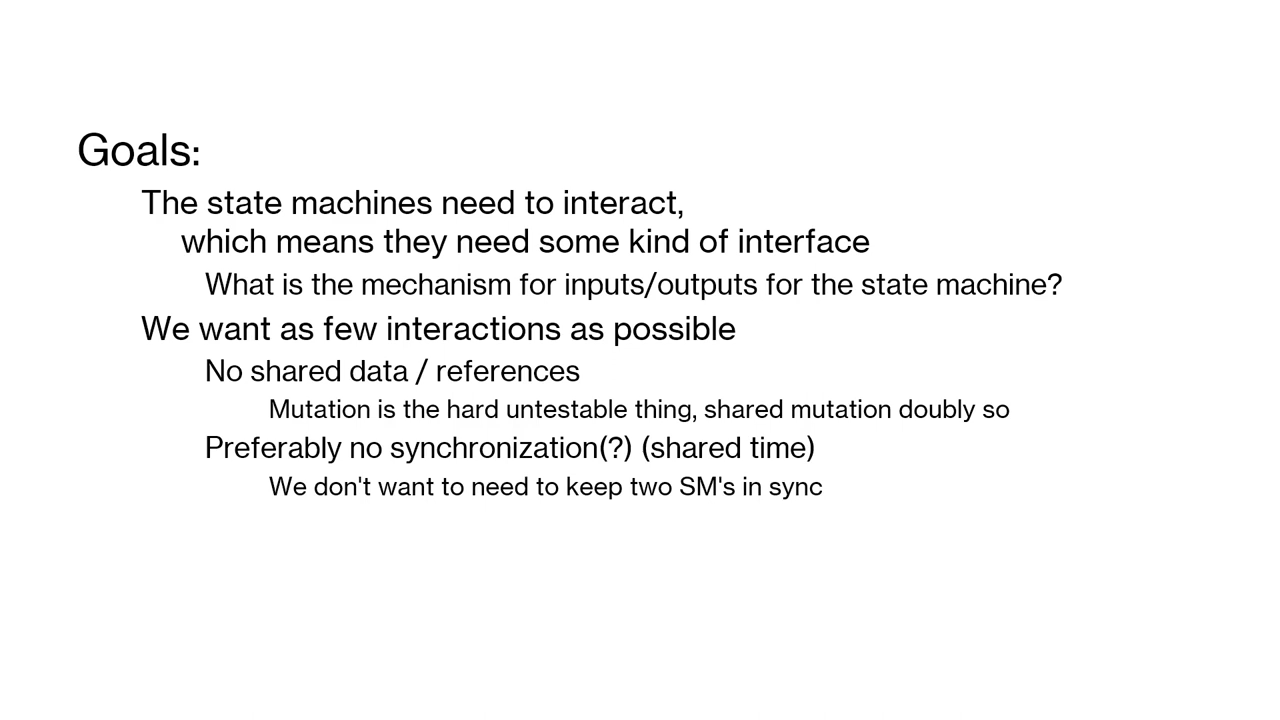 Goals:
The state machines need to interact,
which means they need some kind of interface
What is the mechanism for inputs/outputs for the state machine?
We want as few interactions as possible
No shared data / references
Mutation is the hard untestable thing, shared mutation doubly so
Preferably no synchronization(?) (shared time)
We don't want to need to keep two SM's in sync